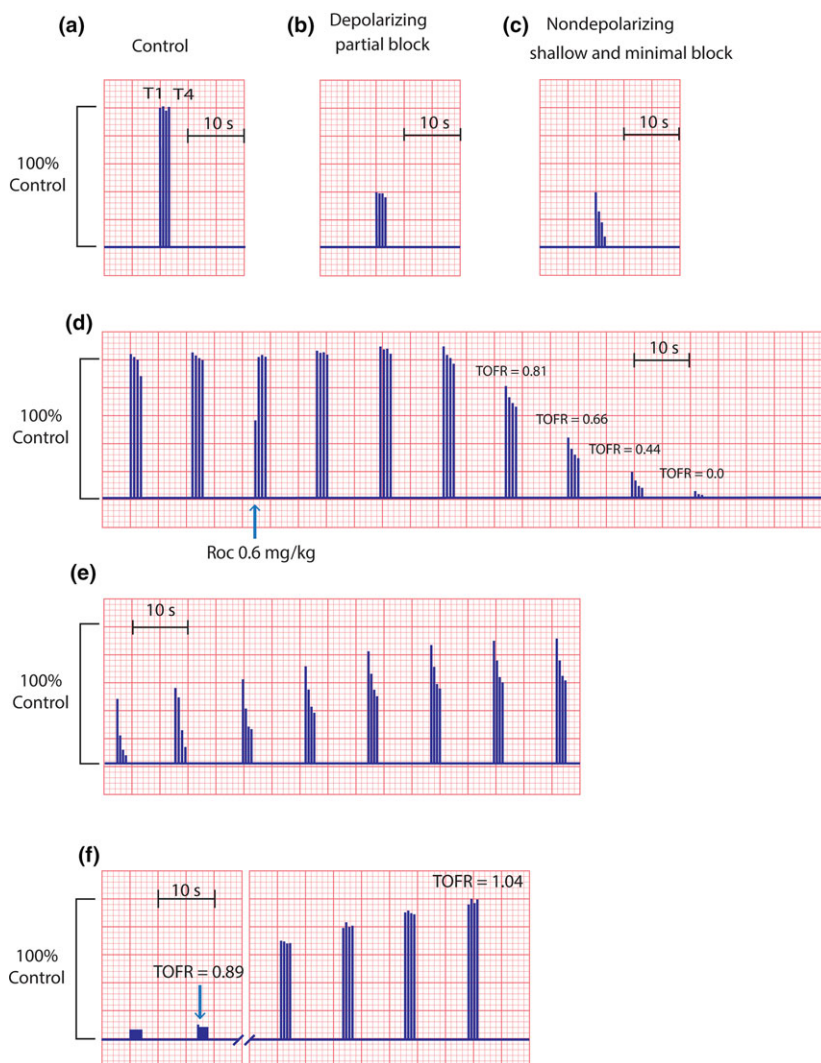 (a)
Control
T1 T4
10 s
100%
Control
(b)
Depolarizing
partial block
10 s
(c)
Nondepolarizing
shallow and minimal block
10 s
(d)
10 s
100%
Control
TOFR = 0.81
TOFR = 0.66
TOFR = 0.44
TOFR = 0.0
Roc 0.6 mg/kg
(e)
10 s
100%
Control
(f)
10 s
100%
Control
TOFR = 0.89
TOFR = 1.04